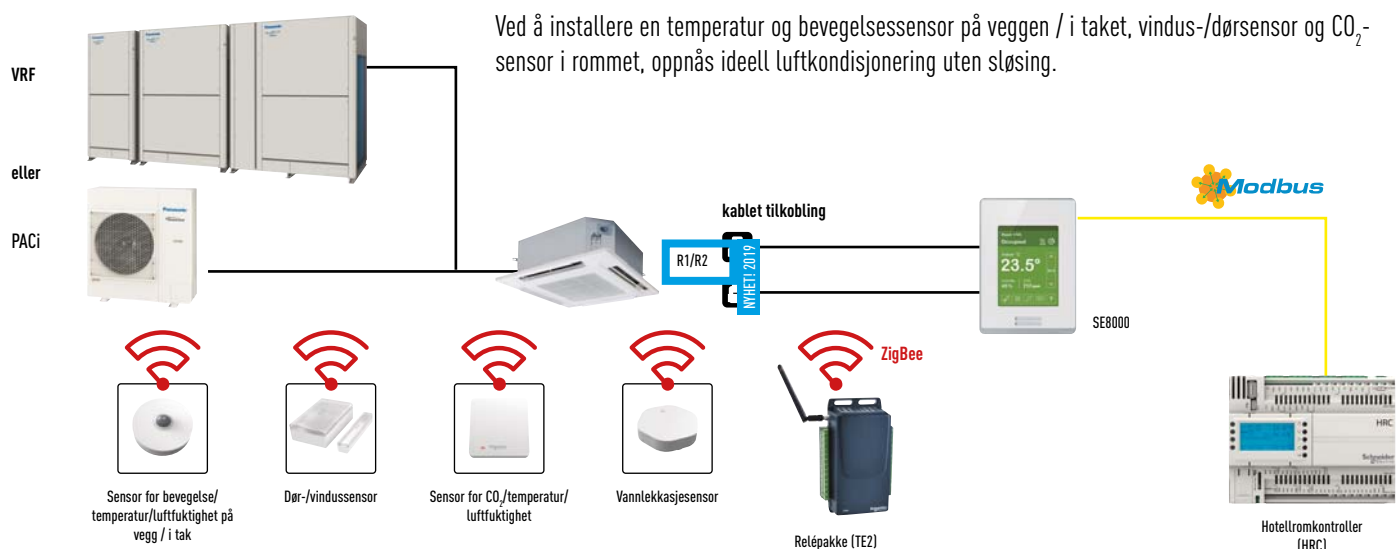 Ved å installere en temperatur og bevegelsessensor på veggen / i taket, vindus-/dørsensor og CO₂-
sensor i rommet, oppnås ideell luftkondisjonering uten sløsing.
VRF
eller
PACi
Panasonic
kablet tilkobling
R1/R2
NYHET! 2019
Occupied
23.5°
SE8000
Modbus
ZigBee
HRC
Schneider
Sensor for bevegelse/
temperatur/luftfuktighet på
vegg / i tak
Dør-/vindussensor
Sensor for CO₂/temperatur/
luftfuktighet
Vannlekkasjesensor
Relépakke (TE2)
Hotellromkontroller
(HRC)